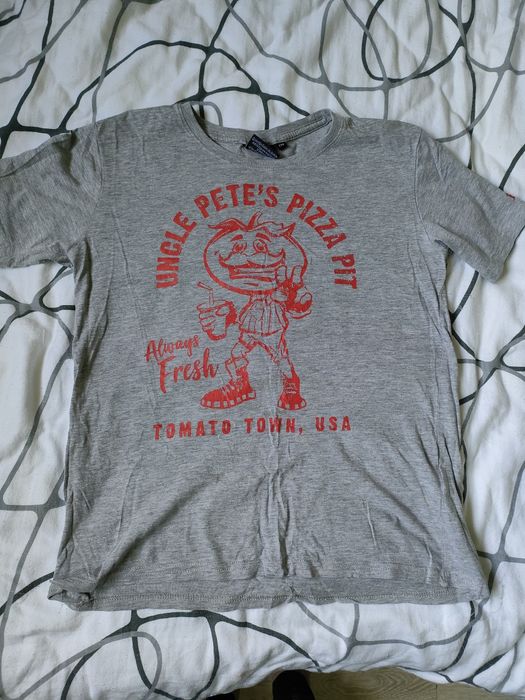 UNCLE PETE'S PIZZA PIT
Always
Fresh
TOMATO TOWN, USA